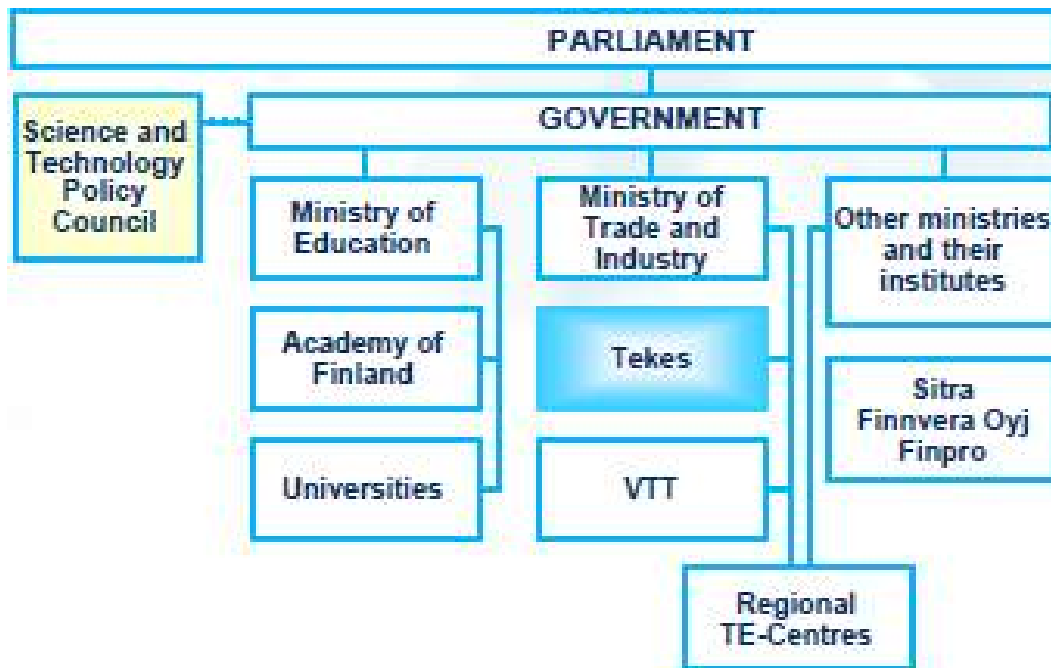 PARLIAMENT
Science and
Technology
Policy
Council
GOVERNMENT
Ministry of
Education
Ministry of
Trade and
Industry
Other ministries
and their
institutes
Academy of
Finland
Tekes
Sitra
Finnvera Oyj
Finpro
Universities
VTT
Regional
TE-Centres